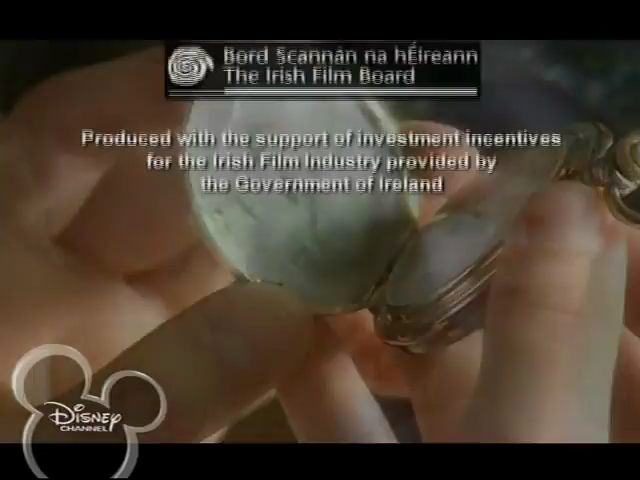 Bord Scannán na hÉireann
The Irish Film Board
Produced with the support of investment incentives
for the Irish Film Industry provided by
the Government of Ireland
Disney
CHANNEL